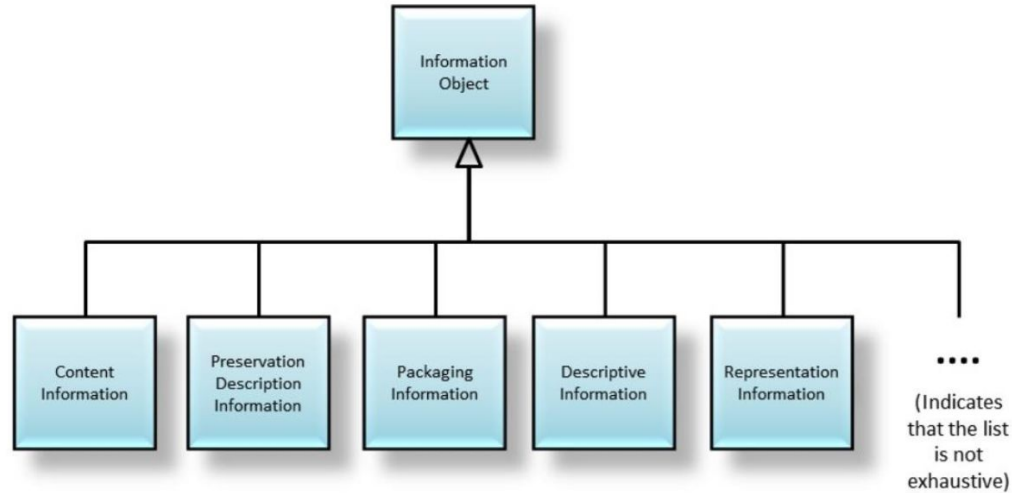 Information
Object
Content
Information
Preservation
Description
Information
Packaging
Information
Descriptive
Information
Representation
Information
....
(Indicates
that the list
is not
exhaustive)